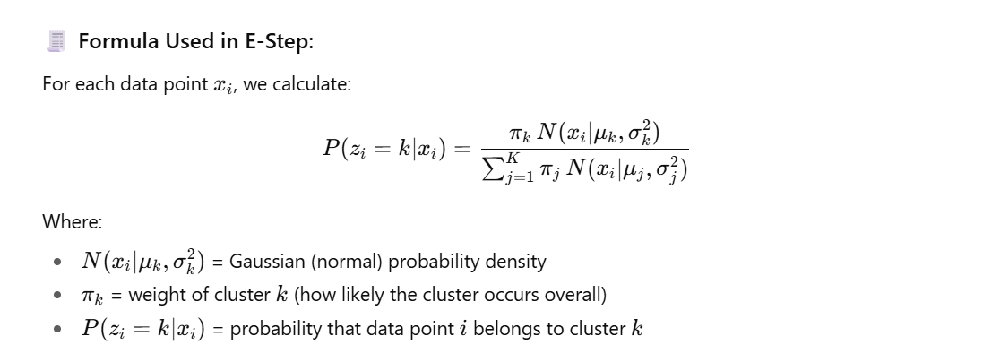 Formula Used in E-Step:
For each data point $x_i$, we calculate:
$P(z_i = k|x_i) = \frac{\pi_k \, N(x_i|\mu_k, \sigma_k^2)}{\sum_{j=1}^{K} \pi_j \, N(x_i|\mu_j, \sigma_j^2)}$
Where:
• $N(x_i|\mu_k, \sigma_k^2)$ = Gaussian (normal) probability density
• $\pi_k$ = weight of cluster $k$ (how likely the cluster occurs overall)
• $P(z_i = k|x_i)$ = probability that data point $i$ belongs to cluster $k$